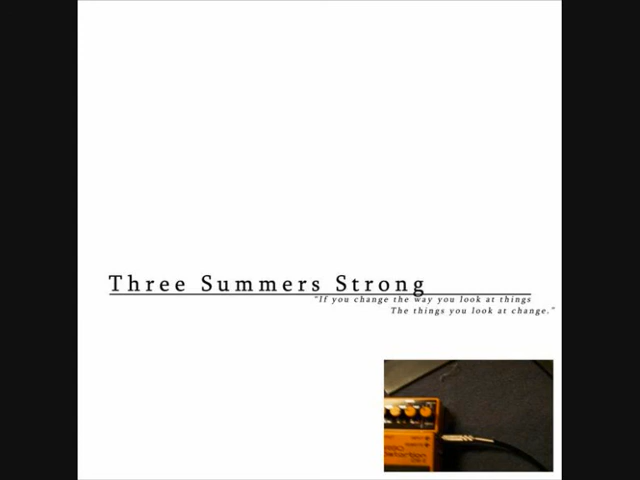 Three Summers Strong
“If you change the way you look at things
The things you look at change.”